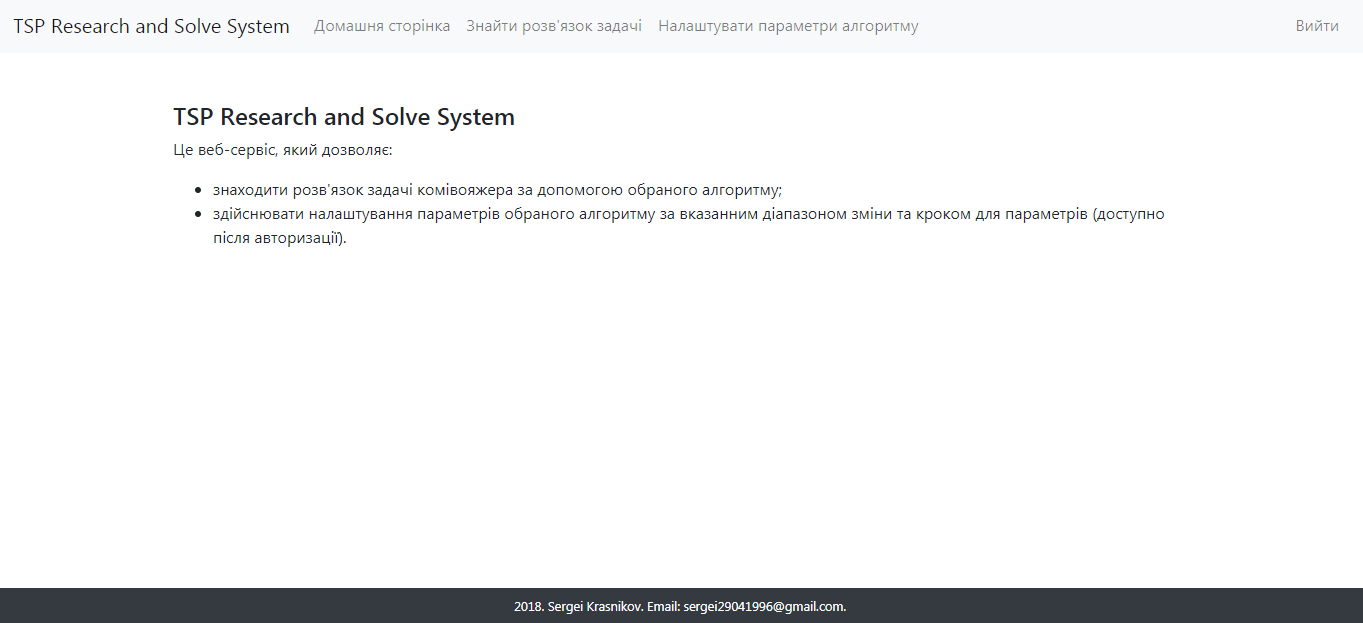 TSP Research and Solve System Домашня сторінка Знайти розв'язок задачі Налаштувати параметри алгоритму Вийти
TSP Research and Solve System
Це веб-сервіс, який дозволяє:
• знаходити розв'язок задачі комівояжера за допомогою обраного алгоритму;
• здійснювати налаштування параметрів обраного алгоритму за вказанним діапазоном зміни та кроком для параметрів (доступно
після авторизації).
2018. Sergei Krasnikov. Email: sergei29041996@gmail.com.